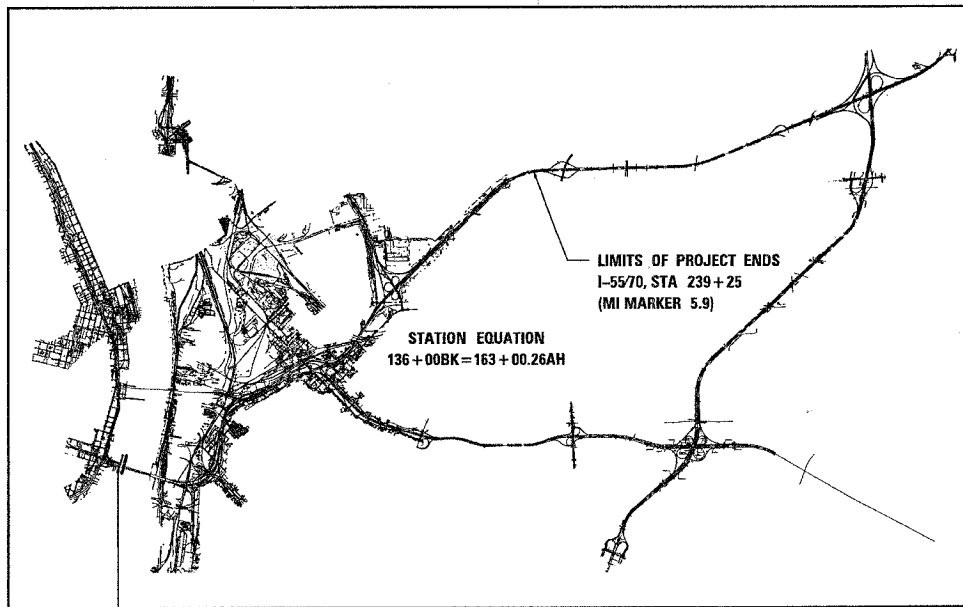 LIMITS OF PROJECT ENDS
I-55/70, STA 239+25
(MI MARKER 5.9)
STATION EQUATION
136+00BK=163+00.26AH